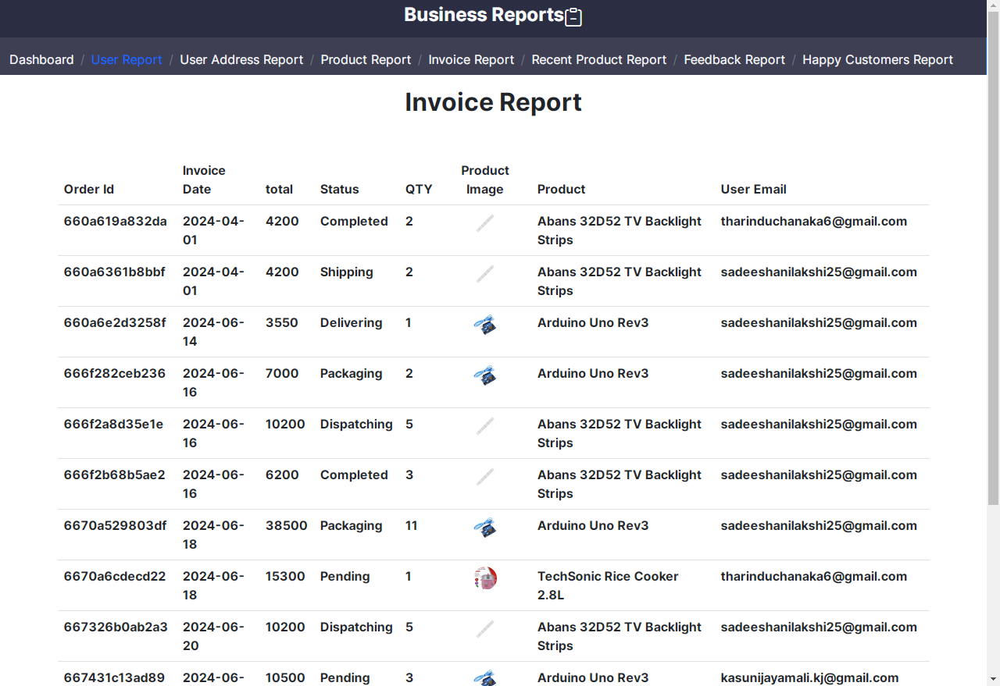 Business Reports
Dashboard / User Report / User Address Report / Product Report / Invoice Report / Recent Product Report / Feedback Report / Happy Customers Report
Invoice Report
Order Id Invoice Date total Status QTY Product Image Product User Email
660a619a832da 2024-04-01 4200 Completed 2 Abans 32D52 TV Backlight Strips tharinduchanaka6@gmail.com
660a6361b8bbf 2024-04-01 4200 Shipping 2 Abans 32D52 TV Backlight Strips sadeeshanilakshi25@gmail.com
660a6e2d3258f 2024-06-14 3550 Delivering 1 Arduino Uno Rev3 sadeeshanilakshi25@gmail.com
666f282ceb236 2024-06-16 7000 Packaging 2 Arduino Uno Rev3 sadeeshanilakshi25@gmail.com
666f2a8d35e1e 2024-06-16 10200 Dispatching 5 Abans 32D52 TV Backlight Strips sadeeshanilakshi25@gmail.com
666f2b68b5ae2 2024-06-16 6200 Completed 3 Abans 32D52 TV Backlight Strips sadeeshanilakshi25@gmail.com
6670a529803df 2024-06-18 38500 Packaging 11 Arduino Uno Rev3 sadeeshanilakshi25@gmail.com
6670a6cdecd22 2024-06-18 15300 Pending 1 TechSonic Rice Cooker 2.8L tharinduchanaka6@gmail.com
667326b0ab2a3 2024-06-20 10200 Dispatching 5 Abans 32D52 TV Backlight Strips sadeeshanilakshi25@gmail.com
667431c13ad89 2024-06- 10500 Pending 3 Arduino Uno Rev3 kasunijayamali.kj@gmail.com